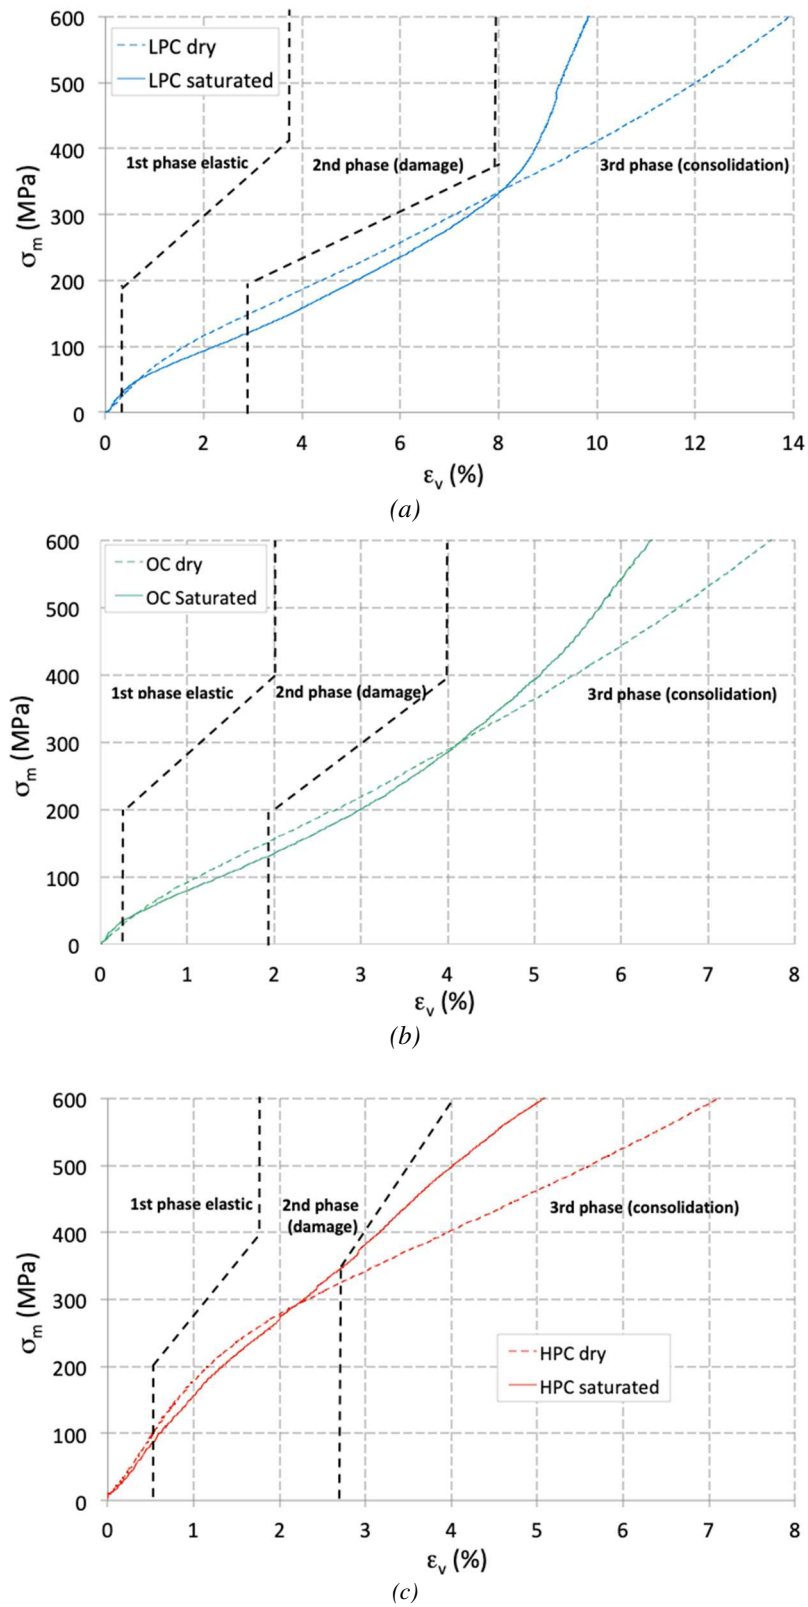 600
LPC dry
500
LPC saturated
400
1st phase elastic
2nd phase (damage)
3rd phase (consolidation)
300
200
100
0
σm (MPa)
0 2 4 6 8 10 12 14
εv (%)
(a)
600
OC dry
500
OC Saturated
400
1st phase elastic
2nd phase (damage)
3rd phase (consolidation)
300
200
100
0
σm (MPa)
0 1 2 3 4 5 6 7 8
εv (%)
(b)
600
500
1st phase elastic
2nd phase
(damage)
3rd phase (consolidation)
400
300
HPC dry
200
HPC saturated
100
0
σm (MPa)
0 1 2 3 4 5 6 7 8
εv (%)
(c)